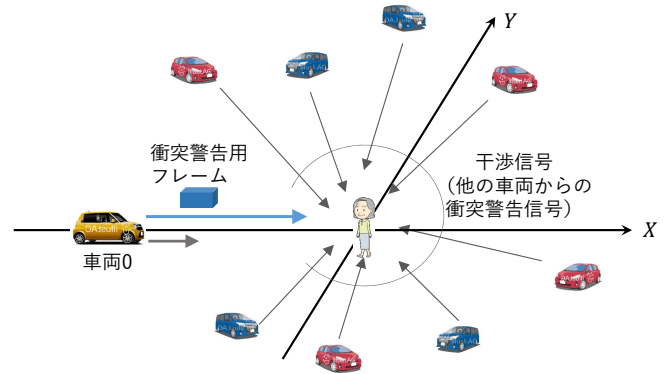 Y
衝突警告用
フレーム
干渉信号
（他の車両からの
衝突警告信号）
X
車両0